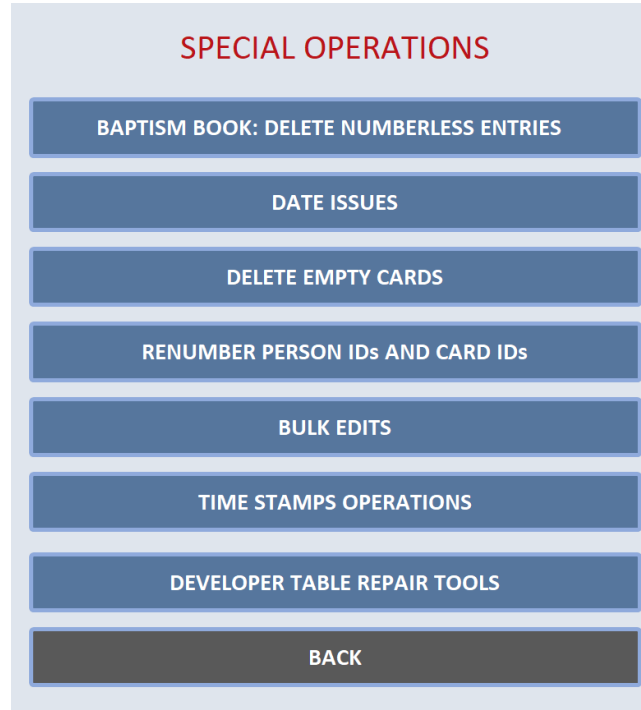 SPECIAL OPERATIONS
BAPTISM BOOK: DELETE NUMBERLESS ENTRIES
DATE ISSUES
DELETE EMPTY CARDS
RENUMBER PERSON IDs AND CARD IDs
BULK EDITS
TIME STAMPS OPERATIONS
DEVELOPER TABLE REPAIR TOOLS
BACK